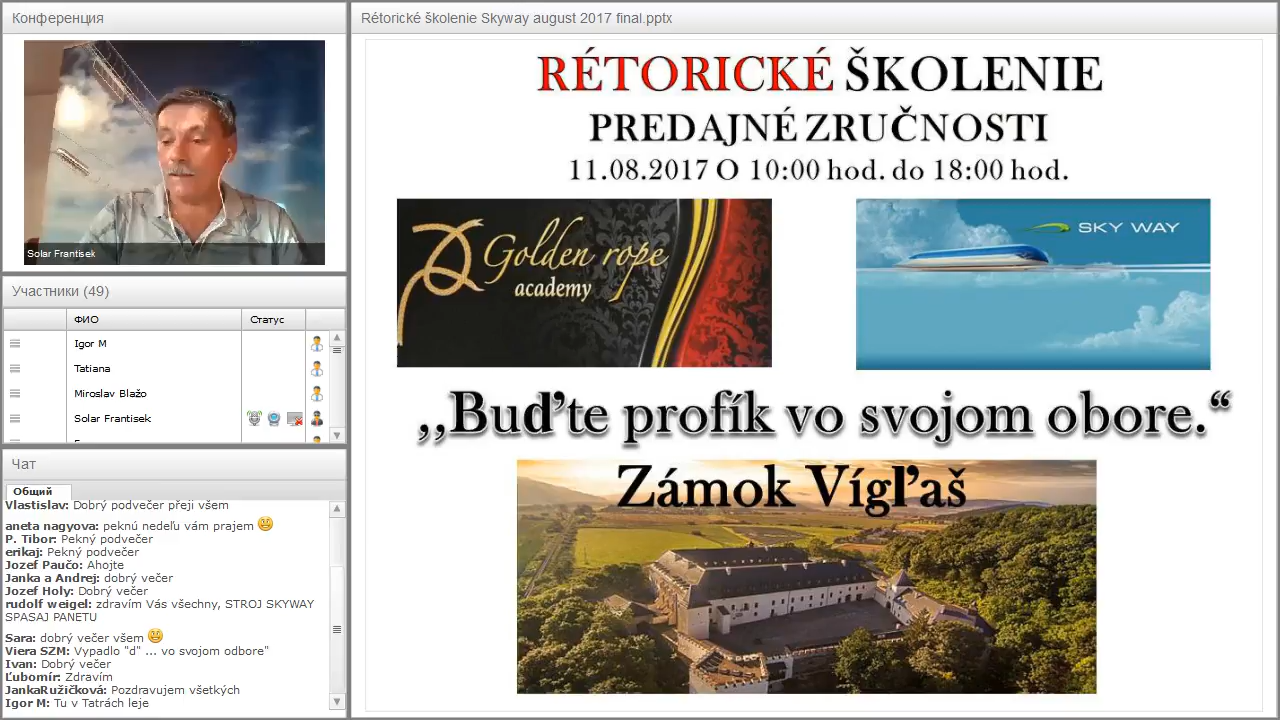 Конференция
Solar Frantisek
Участники (49)
ФИО Статус
Igor M
Tatiana
Miroslav Blažo
Solar Frantisek
Чат
Общий
Vlastislav: Dobrý podvečer přeji všem
aneta nagyova: peknú nedeľu vám prajem
P. Tibor: Pekný podvečer
erikaj: Pekný podvečer
Jozef Paučo: Ahojte
Janka a Andrej: dobrý večer
Jozef Holy: Dobrý večer
rudolf weigel: zdravím Vás všechny, STROJ SKYWAY
SPASAJ PANETU
Sara: dobrý večer všem
Viera SZM: Vypadlo "d" ... vo svojom odbore"
Ivan: Dobrý večer
Ľubomír: Zdravím
JankaRužičková: Pozdravujem všetkých
Igor M: Tu v Tatrách leje
Rétorické školenie Skyway august 2017 final.pptx
RÉTORICKÉ ŠKOLENIE
PREDAJNÉ ZRUČNOSTI
11.08.2017 O 10:00 hod. do 18:00 hod.
Golden rope
academy
SKY WAY
,,Buďte profík vo svojom obore.“
Zámok Vígľaš